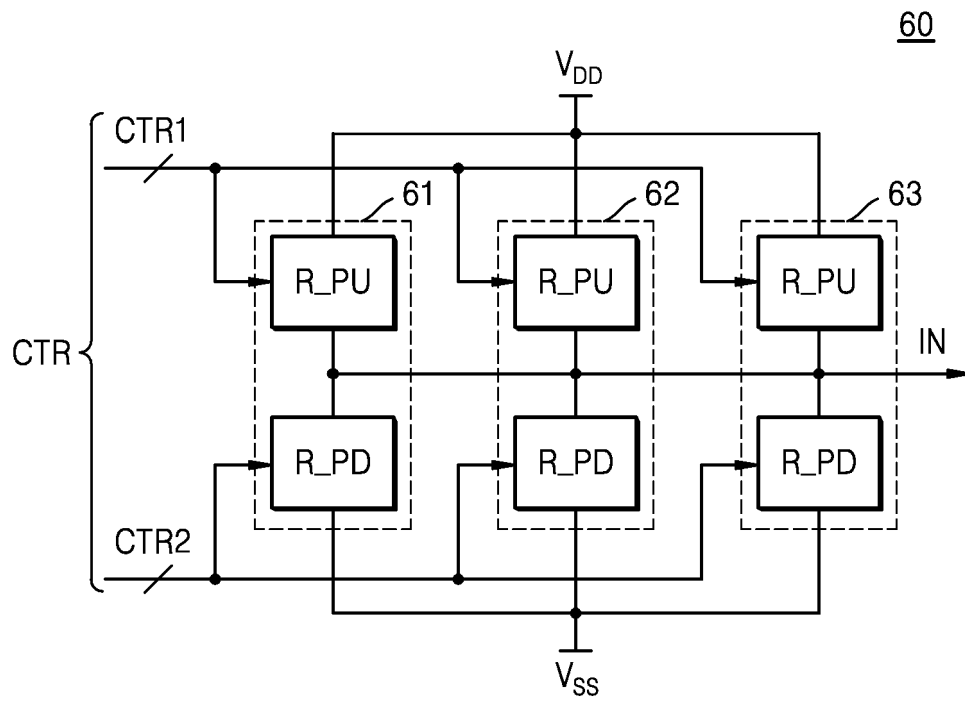 60
VDD
CTR1
61
62
63
R_PU
R_PU
R_PU
CTR
IN
R_PD
R_PD
R_PD
CTR2
VSS